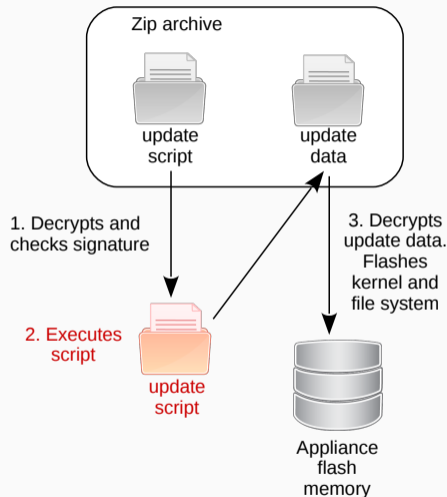 Zip archive
update
script
update
data
1. Decrypts and
checks signature
3. Decrypts
update data.
Flashes
kernel and
file system
2. Executes
script
update
script
Appliance
flash
memory